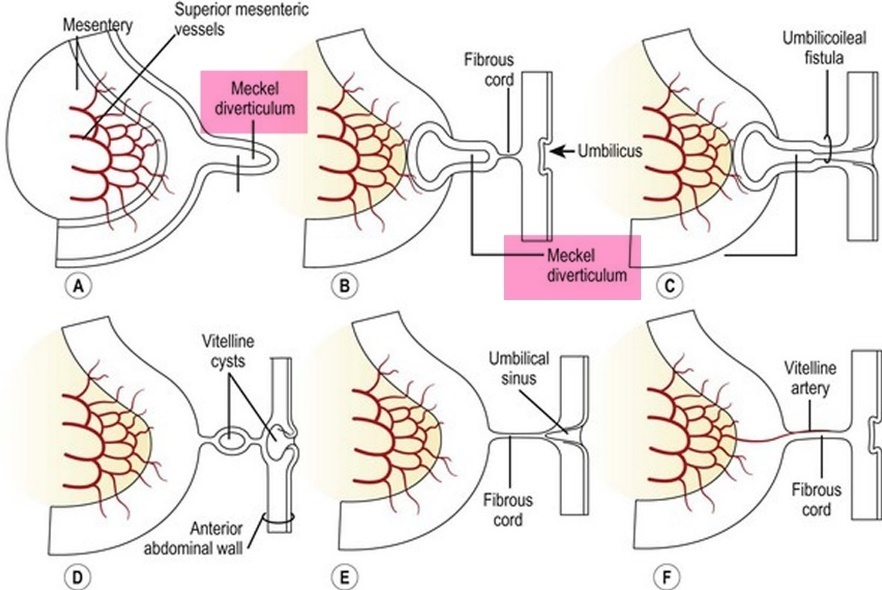 Mesentery
Superior mesenteric
vessels
Meckel
diverticulum
A
Fibrous
cord
Umbilicus
Meckel
diverticulum
B
Umbilicoileal
fistula
C
Vitelline
cysts
Anterior
abdominal wall
D
Umbilical
sinus
Fibrous
cord
E
Vitelline
artery
Fibrous
cord
F